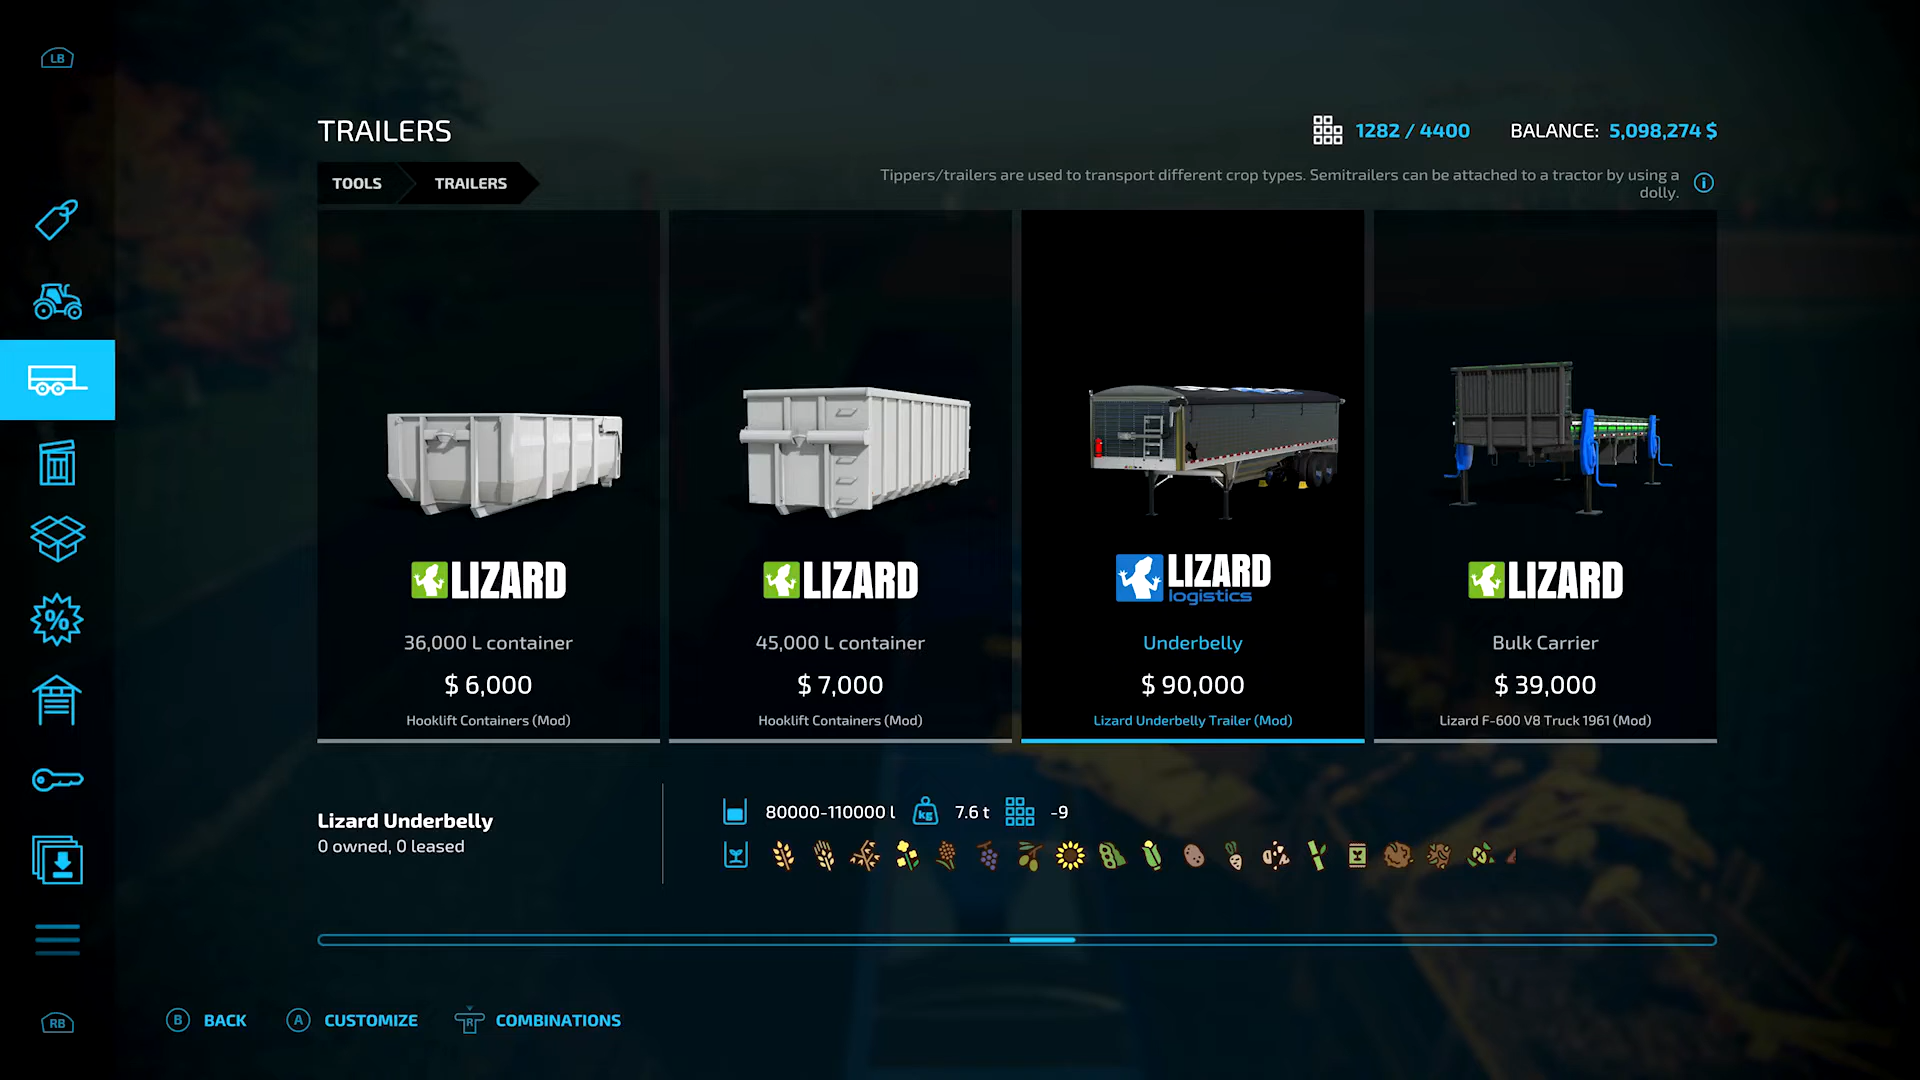 LB
TRAILERS
1282 / 4400
BALANCE: 5,098,274 $
TOOLS
TRAILERS
Tippers/trailers are used to transport different crop types. Semitrailers can be attached to a tractor by using a
dolly.
LIZARD
36,000 L container
$ 6,000
Hooklift Containers (Mod)
LIZARD
45,000 L container
$ 7,000
Hooklift Containers (Mod)
LIZARD
logistics
Underbelly
$ 90,000
Lizard Underbelly Trailer (Mod)
LIZARD
Bulk Carrier
$ 39,000
Lizard F-600 V8 Truck 1961 (Mod)
Lizard Underbelly
0 owned, 0 leased
80000-110000 l
kg
7.6 t
-9
RB
B BACK
A CUSTOMIZE
R COMBINATIONS